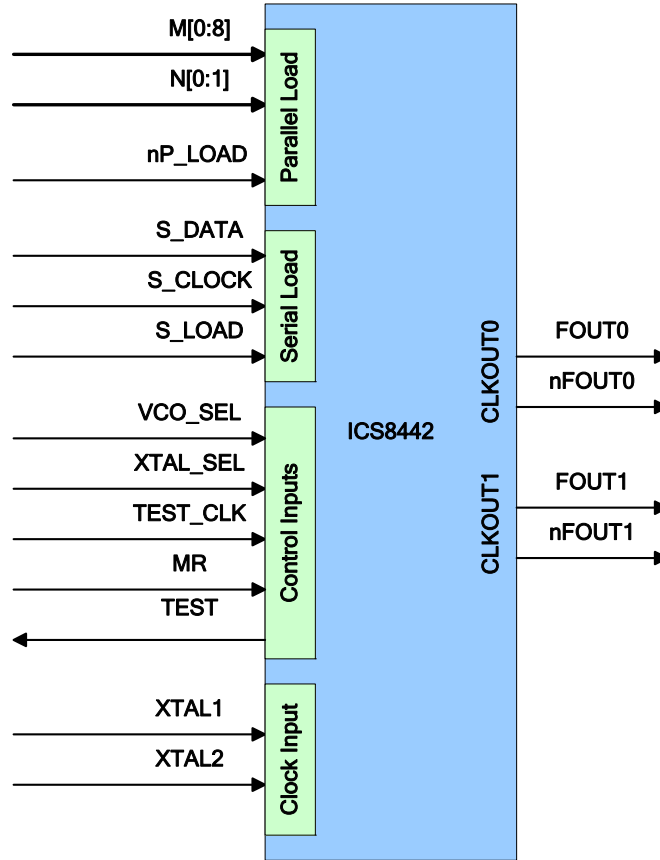 M[0:8]
N[0:1]
nP_LOAD
Parallel Load
S_DATA
S_CLOCK
S_LOAD
Serial Load
VCO_SEL
XTAL_SEL
TEST_CLK
MR
TEST
Control Inputs
XTAL1
XTAL2
Clock Input
ICS8442
CLKOUT0
FOUT0
nFOUT0
CLKOUT1
FOUT1
nFOUT1